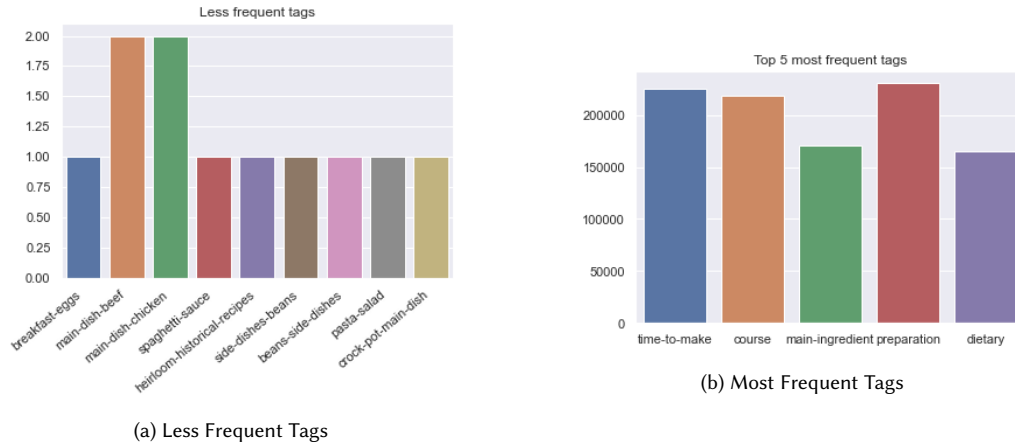 Less frequent tags
2.00
1.75
1.50
1.25
1.00
0.75
0.50
0.25
0.00
breakfast-eggs
main-dish-beef
main-dish-chicken
spaghetti-sauce
heirloom-historical-recipes
side-dishes-beans
beans-side-dishes
pasta-salad
crock-pot-main-dish
(a) Less Frequent Tags
Top 5 most frequent tags
200000
150000
100000
50000
0
time-to-make course main-ingredient preparation dietary
(b) Most Frequent Tags